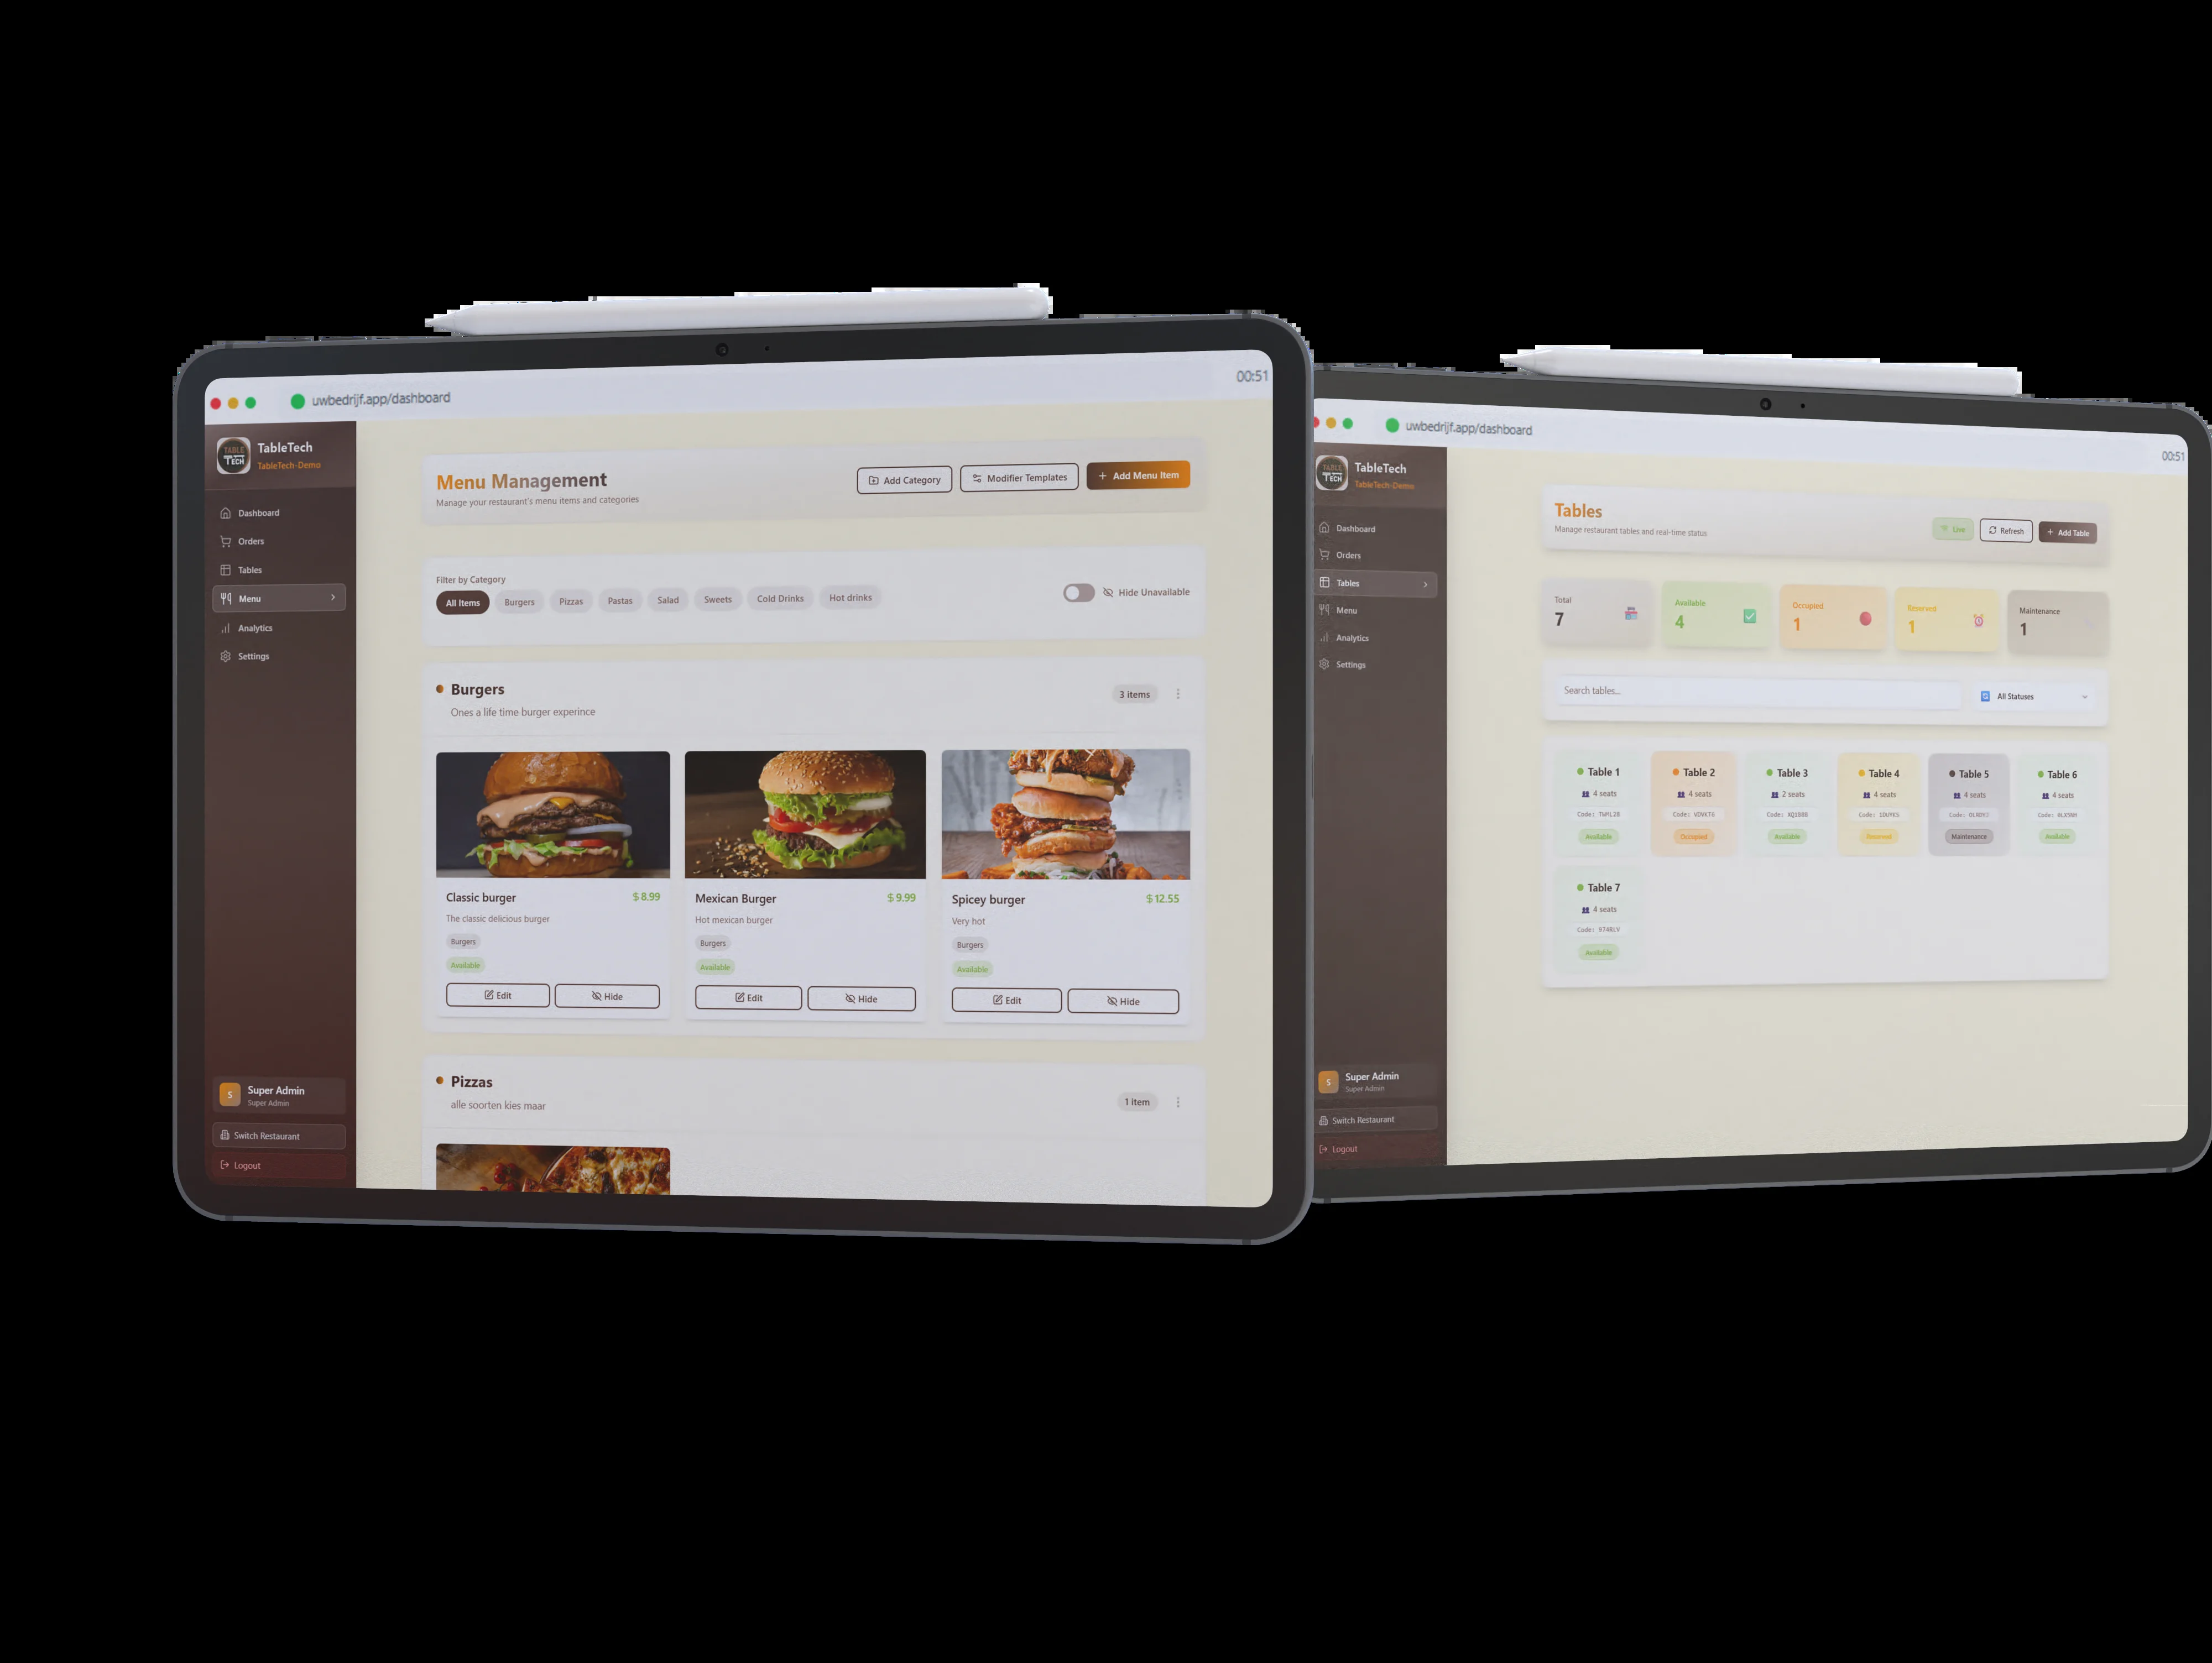 00:51
uwbedrijf.app/dashboard
TABLE
TECH
TableTech
TableTech-Demo
Dashboard
Orders
Tables
Menu
Analytics
Settings
Super Admin
Super Admin
Switch Restaurant
Logout
Menu Management
Manage your restaurant's menu items and categories
Add Category
Modifier Templates
+ Add Menu Item
Filter by Category
All Items
Burgers
Pizzas
Pastas
Salad
Sweets
Cold Drinks
Hot drinks
Hide Unavailable
Burgers
Ones a life time burger experince
3 items
Classic burger
$8.99
The classic delicious burger
Burgers
Available
Edit
Hide
Mexican Burger
$9.99
Hot mexican burger
Burgers
Available
Edit
Hide
Spicey burger
$12.55
Very hot
Burgers
Available
Edit
Hide
Pizzas
alle soorten kies maar
1 item
uwbedrijf.app/dashboard
00:51
TABLE
TECH
TableTech
TableTech-Demo
Dashboard
Orders
Tables
Menu
Analytics
Settings
S
Super Admin
Super Admin
Switch Restaurant
Logout
Tables
Manage restaurant tables and real-time status
Live
Refresh
+ Add Table
Total
7
Available
4
Occupied
1
Reserved
1
Maintenance
1
Search tables...
All Statuses
Table 1
4 seats
Code:
Available
Table 2
4 seats
Code:
Occupied
Table 3
2 seats
Code:
Available
Table 4
4 seats
Code:
Reserved
Table 5
4 seats
Code:
Maintenance
Table 6
4 seats
Code:
Available
Table 7
4 seats
Code:
Available